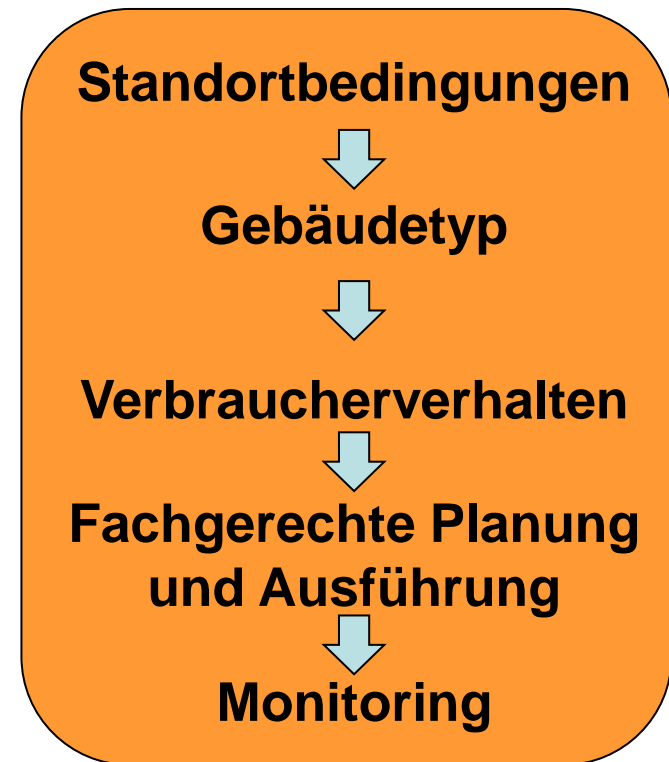 Standortbedingungen
Gebäudetyp
Verbraucherverhalten
Fachgerechte Planung
und Ausführung
Monitoring